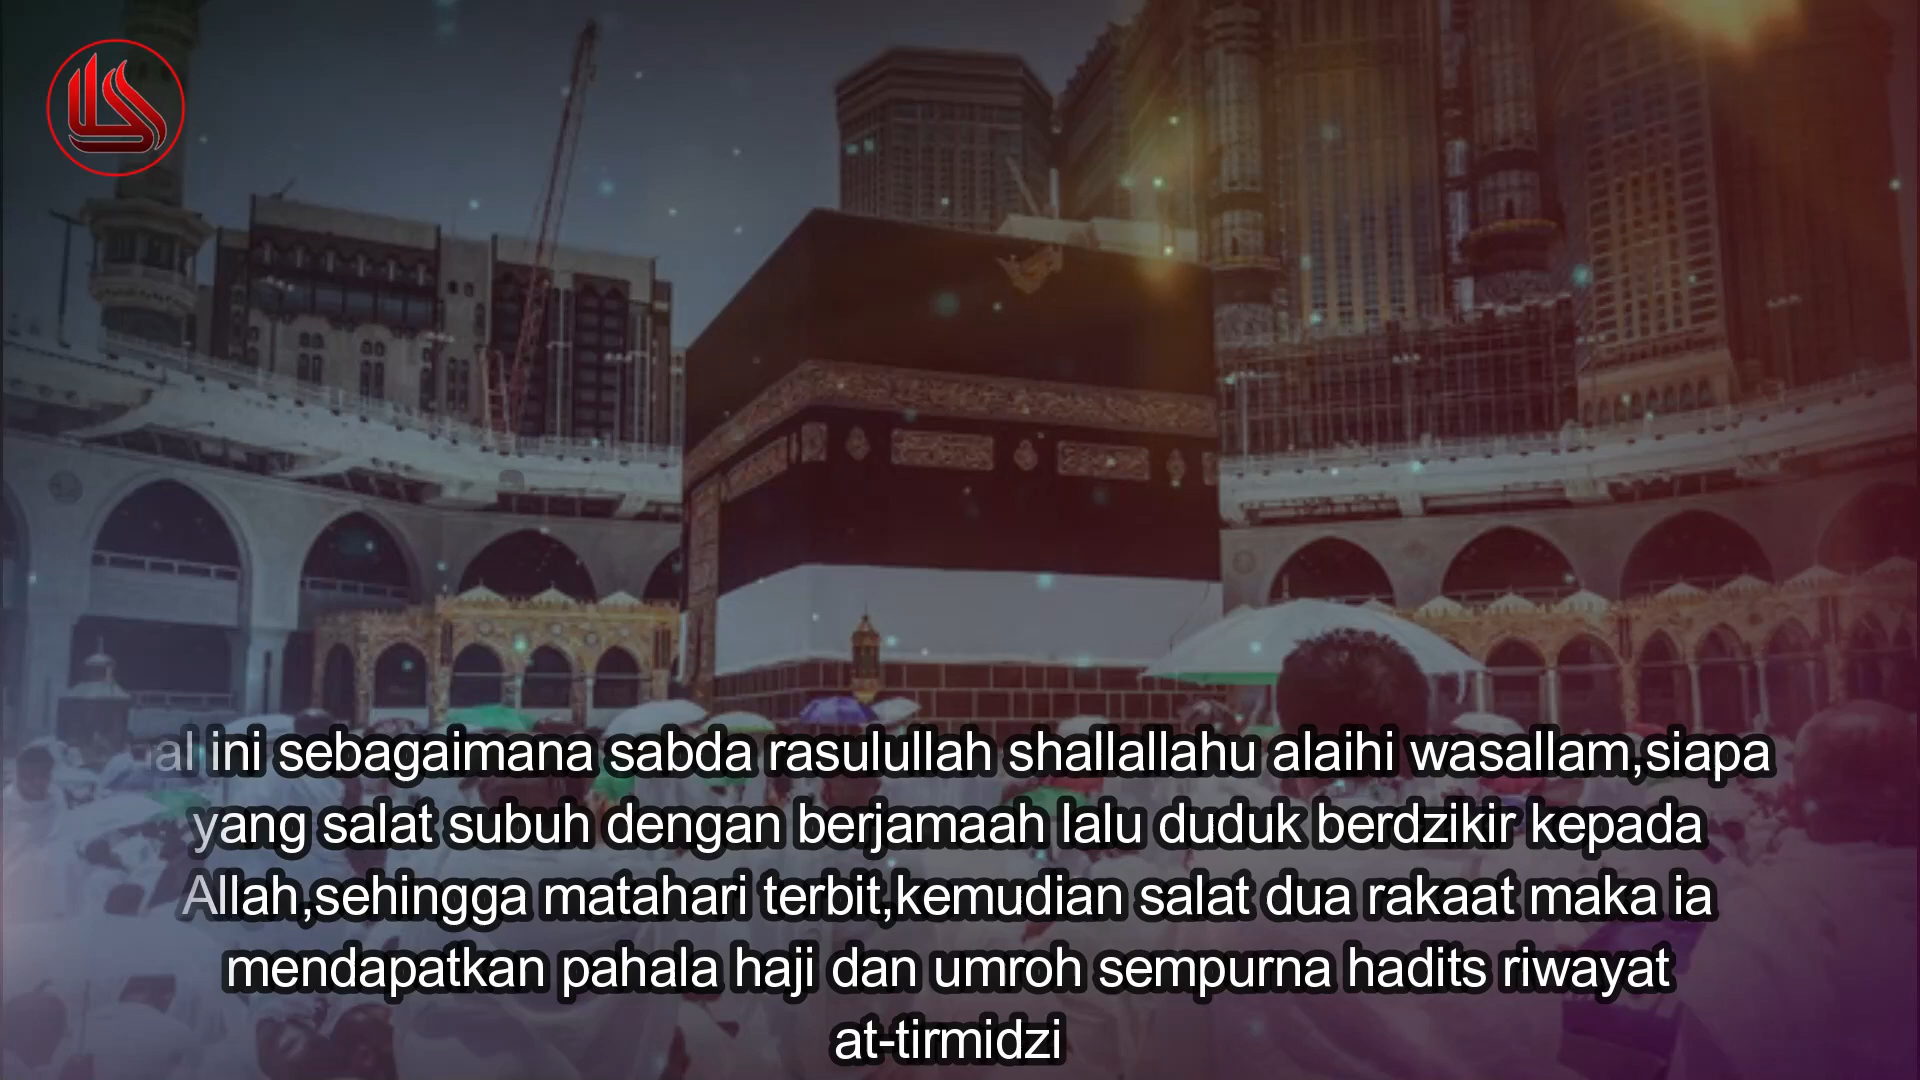 hal ini sebagaimana sabda rasulullah shallallahu alaihi wasallam,siapa
yang salat subuh dengan berjamaah lalu duduk berdzikir kepada
Allah,sehingga matahari terbit,kemudian salat dua rakaat maka ia
mendapatkan pahala haji dan umroh sempurna hadits riwayat
at-tirmidzi